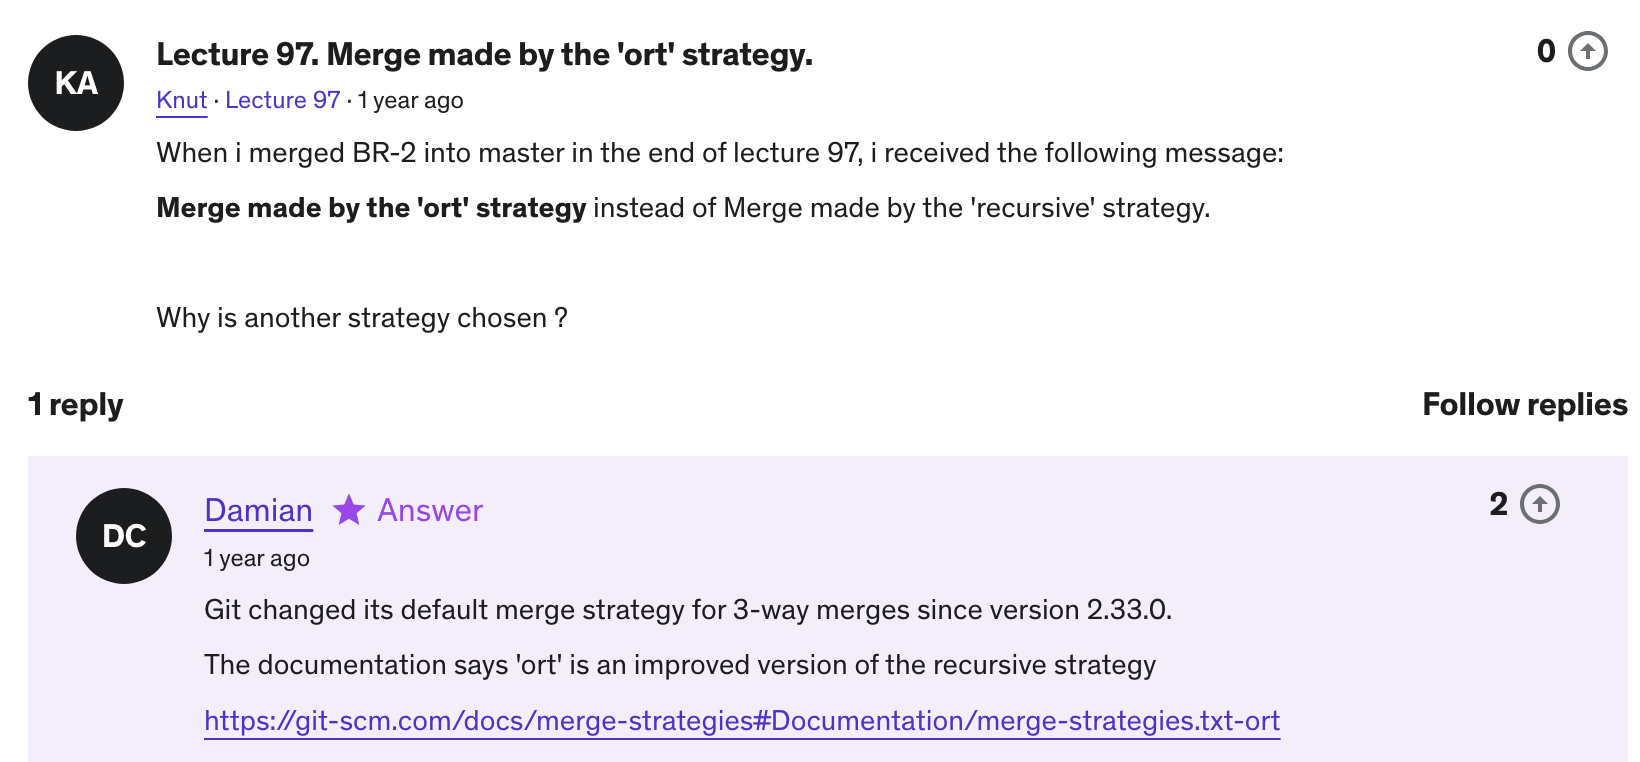 KA
Lecture 97. Merge made by the 'ort' strategy.
0
Knut · Lecture 97 · 1 year ago
When i merged BR-2 into master in the end of lecture 97, i received the following message:
Merge made by the 'ort' strategy instead of Merge made by the 'recursive' strategy.
Why is another strategy chosen ?
1 reply
Follow replies
DC
Damian ★ Answer
2
1 year ago
Git changed its default merge strategy for 3-way merges since version 2.33.0.
The documentation says 'ort' is an improved version of the recursive strategy
https://git-scm.com/docs/merge-strategies#Documentation/merge-strategies.txt-ort